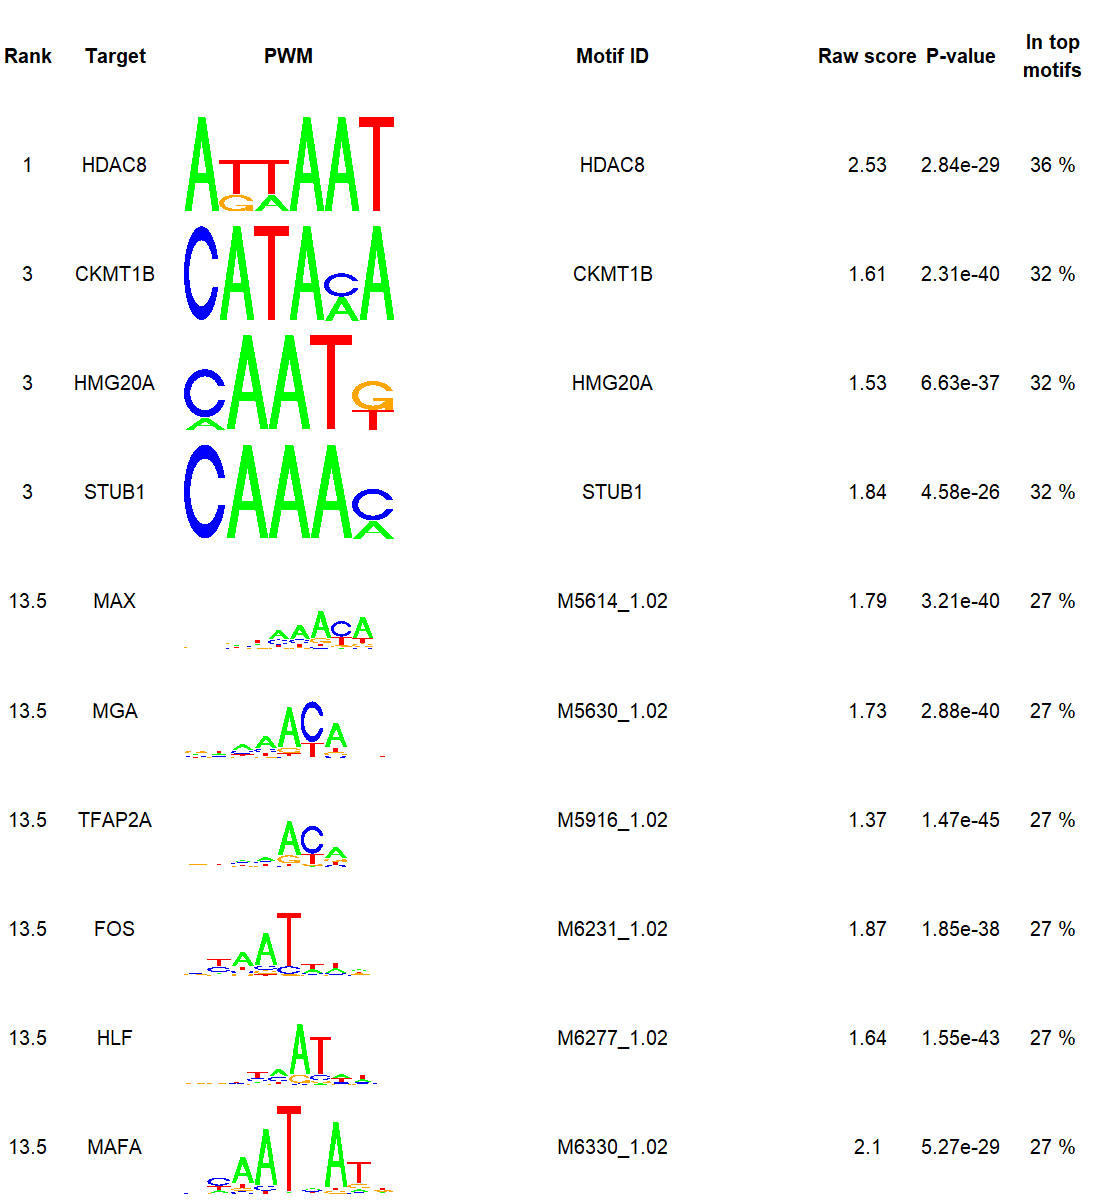 Rank Target PWM Motif ID Raw score P-value In top motifs
1 HDAC8 HDAC8 2.53 2.84e-29 36 %
3 CKMT1B CKMT1B 1.61 2.31e-40 32 %
3 HMG20A HMG20A 1.53 6.63e-37 32 %
3 STUB1 STUB1 1.84 4.58e-26 32 %
13.5 MAX M5614_1.02 1.79 3.21e-40 27 %
13.5 MGA M5630_1.02 1.73 2.88e-40 27 %
13.5 TFAP2A M5916_1.02 1.37 1.47e-45 27 %
13.5 FOS M6231_1.02 1.87 1.85e-38 27 %
13.5 HLF M6277_1.02 1.64 1.55e-43 27 %
13.5 MAFA M6330_1.02 2.1 5.27e-29 27 %